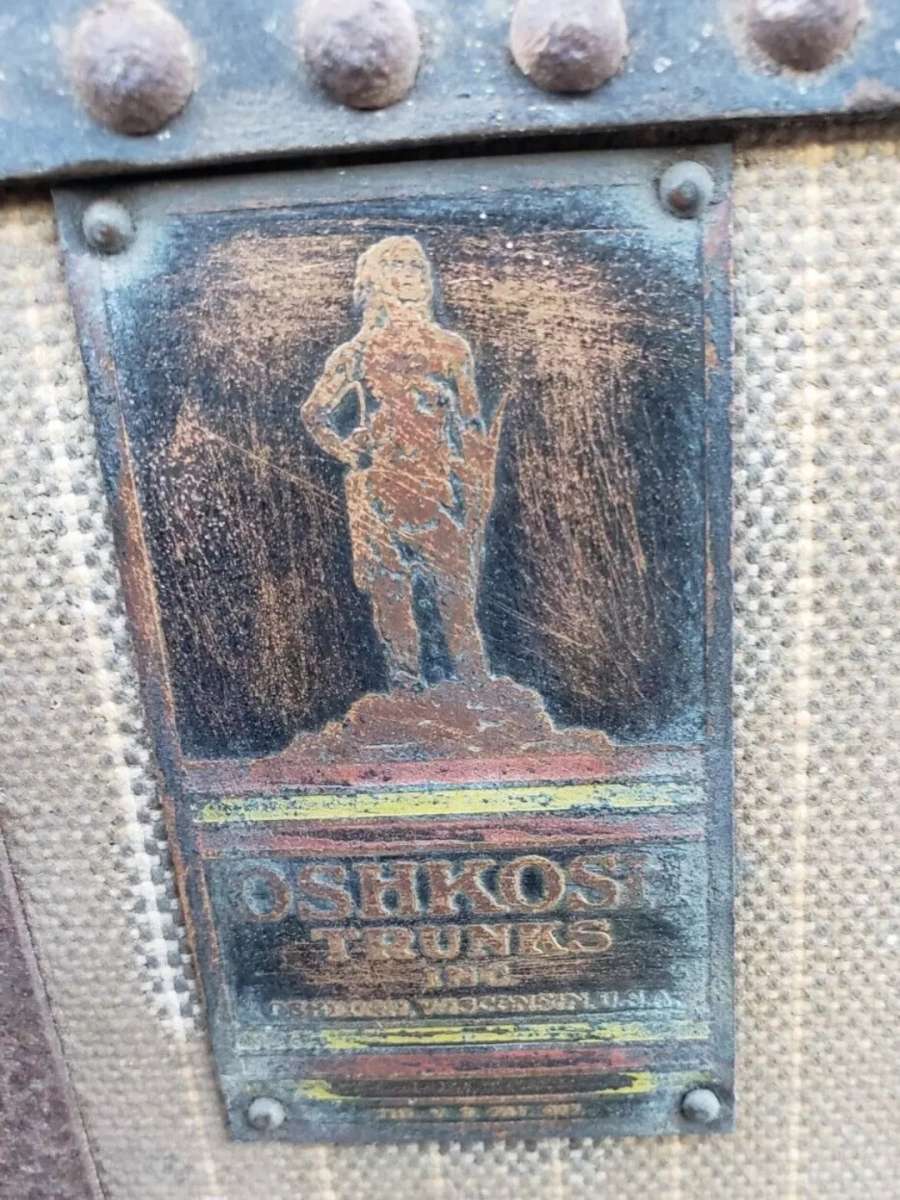 OSHKOSH
TRUNKS
INC
OSHKOSH, WISCONSIN, U.S.A.